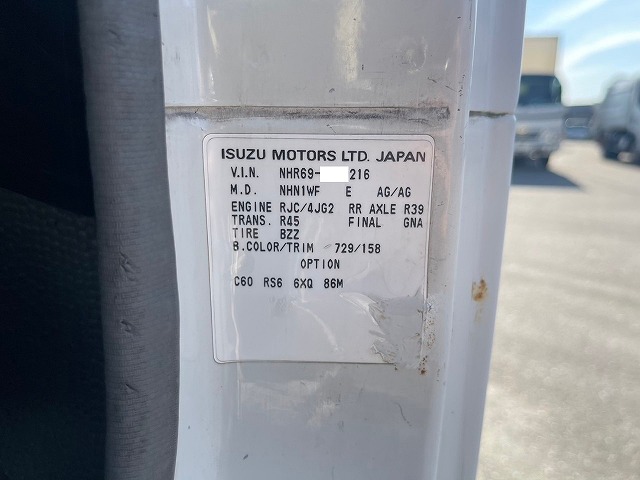 ISUZU MOTORS LTD. JAPAN
V.I.N. NHR69- 216
M.D. NHN1WF E AG/AG
ENGINE RJC/4JG2 RR AXLE R39
TRANS. R45 FINAL GNA
TIRE BZZ
B.COLOR/TRIM 729/158
OPTION
C60 RS6 6XQ 86M